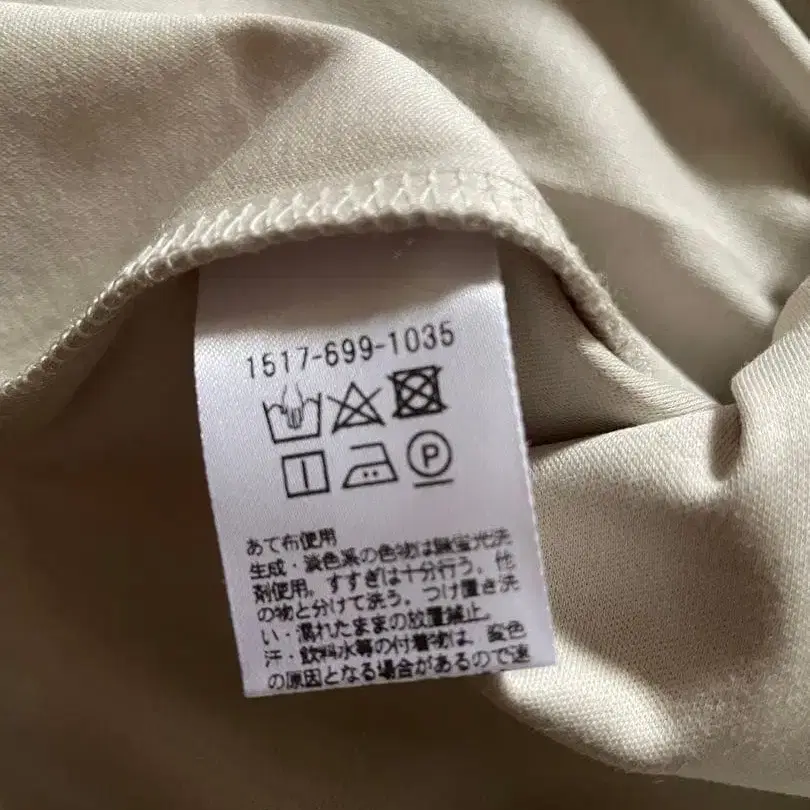 1517-699-1035
P
あて布使用
生成・淡色系の色物は無蛍光洗
剤使用。すすぎは十分行う。他
の物と分けて洗う。つけ置き洗
い・濡れたままの放置禁止。
汗・飲料水等の付着物は、変色
の原因となる場合があるので速